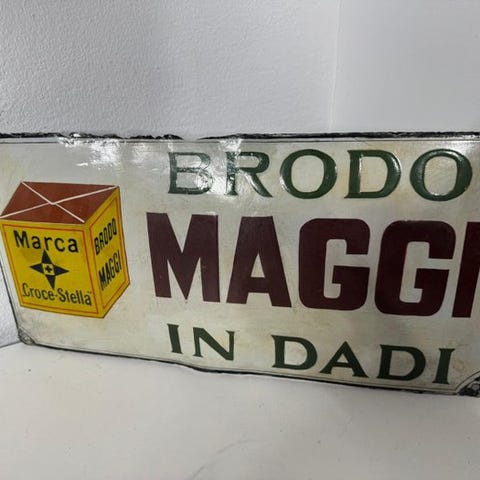 BRODO
MAGGI
IN DADI
Marca
„Croce-Stella"
BRODO
MAGGI